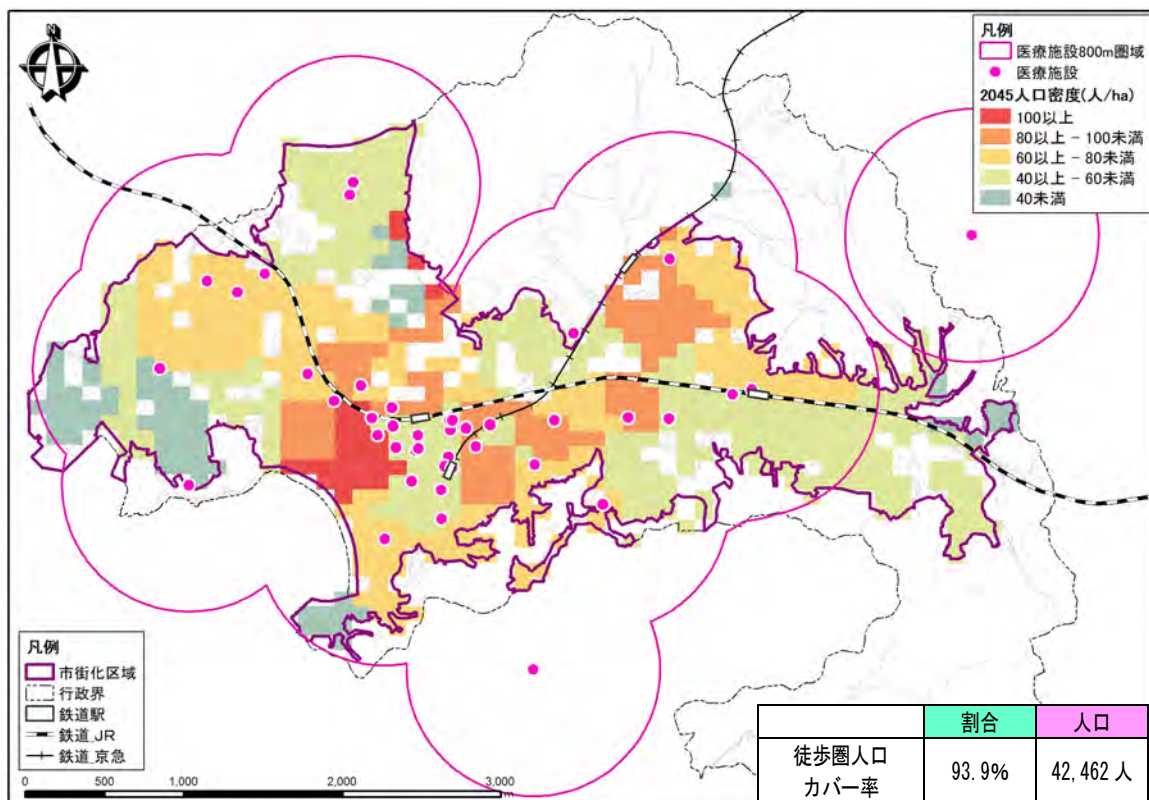 凡例
医療施設800m圏域
医療施設
2045人口密度(人/ha)
100以上
80以上 - 100未満
60以上 - 80未満
40以上 - 60未満
40未満
凡例
市街化区域
行政界
鉄道駅
鉄道_JR
鉄道_京急
0 500 1,000 2,000 3,000
m
割合 人口
徒歩圏人口
カバー率 93.9% 42,462人